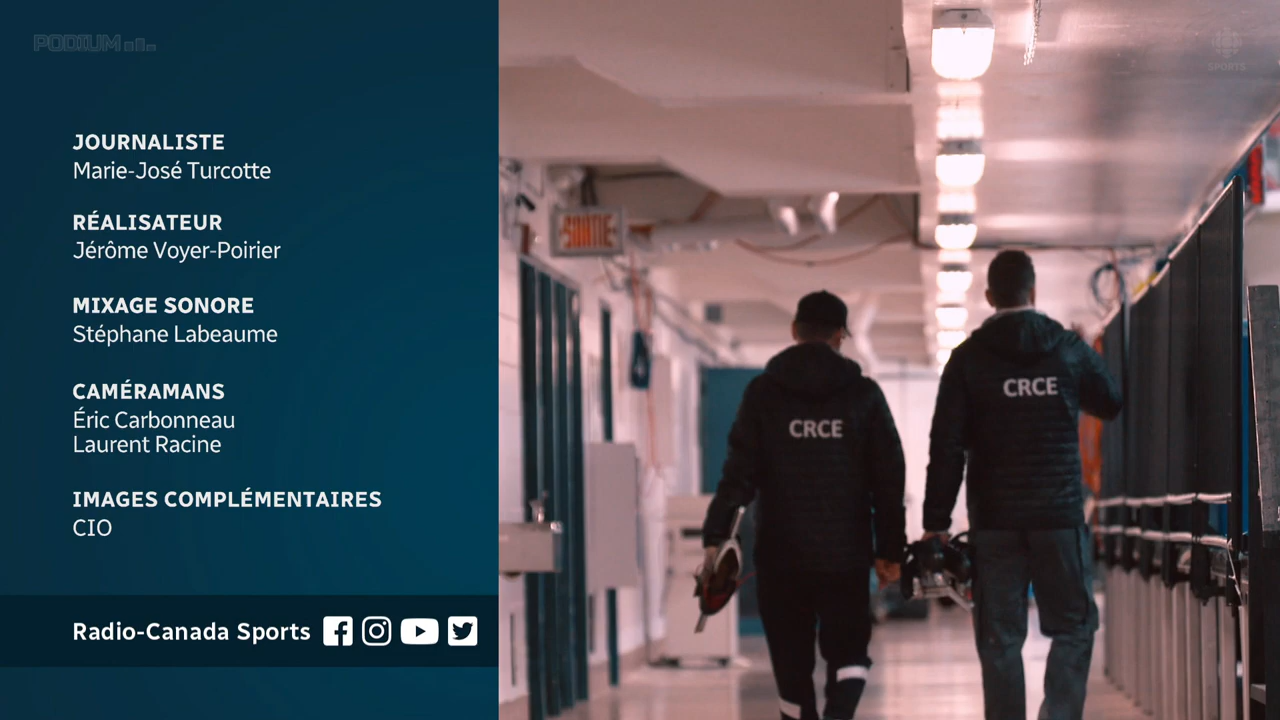 PODIUM
JOURNALISTE
Marie-José Turcotte
RÉALISATEUR
Jérôme Voyer-Poirier
MIXAGE SONORE
Stéphane Labeaume
CAMÉRAMANS
Éric Carbonneau
Laurent Racine
IMAGES COMPLÉMENTAIRES
CIO
Radio-Canada Sports
SPORTS
SORTIE
CRCE
CRCE